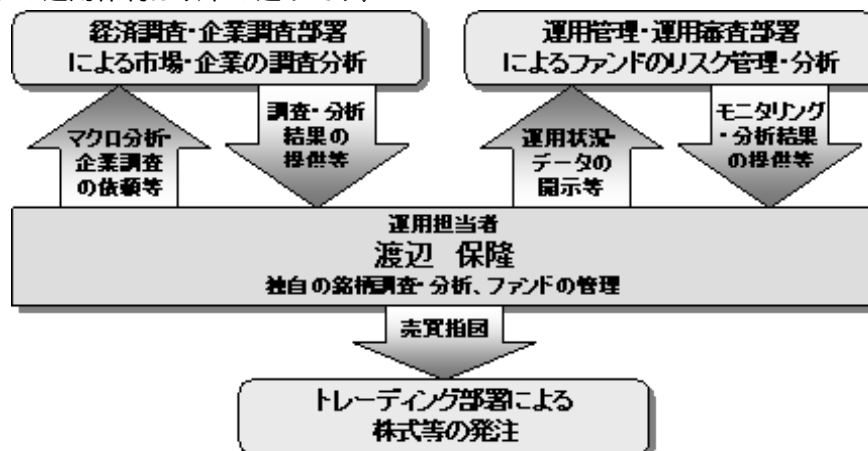 経済調査・企業調査部署
による市場・企業の調査分析
運用管理・運用審査部署
によるファンドのリスク管理・分析
マクロ分析・
企業調査
の依頼等
調査・分析
結果の
提供等
運用状況・
データの
開示等
モニタリング
・分析結果
の提供等
運用担当者
渡辺 保隆
独自の銘柄調査・分析、ファンドの管理
売買指図
トレーディング部署による
株式等の発注